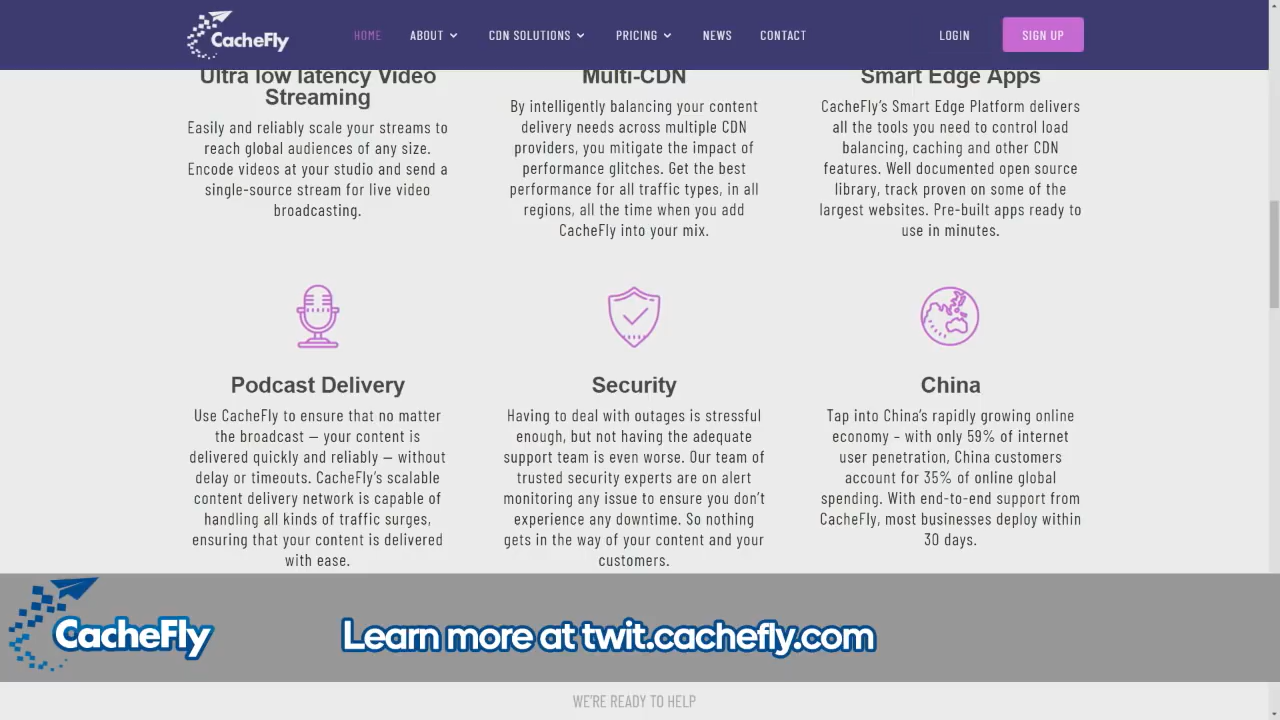 CacheFly
HOME
ABOUT
CDN SOLUTIONS
PRICING
NEWS
CONTACT
LOGIN
SIGN UP
Ultra low latency Video
Streaming
Easily and reliably scale your streams to
reach global audiences of any size.
Encode videos at your studio and send a
single-source stream for live video
broadcasting.
Multi-CDN
By intelligently balancing your content
delivery needs across multiple CDN
providers, you mitigate the impact of
performance glitches. Get the best
performance for all traffic types, in all
regions, all the time when you add
CacheFly into your mix.
Smart Edge Apps
CacheFly's Smart Edge Platform delivers
all the tools you need to control load
balancing, caching and other CDN
features. Well documented open source
library, track proven on some of the
largest websites. Pre-built apps ready to
use in minutes.
Podcast Delivery
Use CacheFly to ensure that no matter
the broadcast — your content is
delivered quickly and reliably — without
delay or timeouts. CacheFly's scalable
content delivery network is capable of
handling all kinds of traffic surges,
ensuring that your content is delivered
with ease.
Security
Having to deal with outages is stressful
enough, but not having the adequate
support team is even worse. Our team of
trusted security experts are on alert
monitoring any issue to ensure you don't
experience any downtime. So nothing
gets in the way of your content and your
customers.
China
Tap into China's rapidly growing online
economy – with only 59% of internet
user penetration, China customers
account for 35% of online global
spending. With end-to-end support from
CacheFly, most businesses deploy within
30 days.
CacheFly
Learn more at twit.cachefly.com
WE'RE READY TO HELP